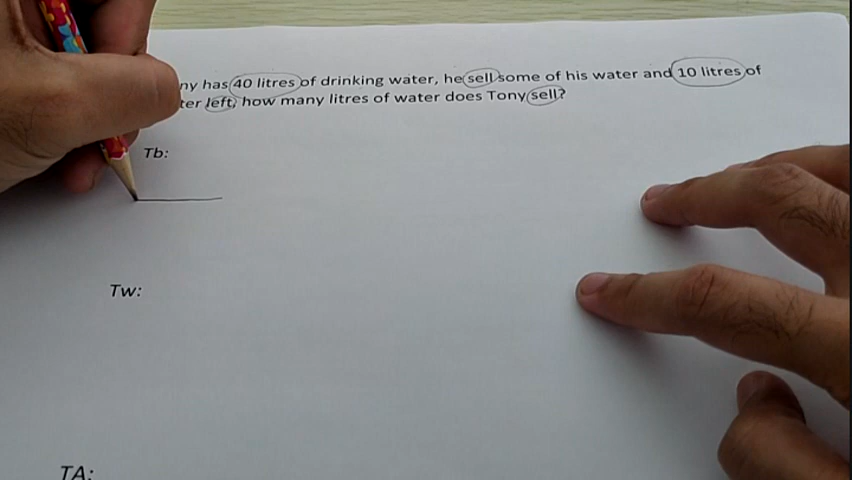 ny has 40 litres of drinking water, he sell some of his water and 10 litres of
ter left, how many litres of water does Tony sell?
Tb:
Tw:
TA: